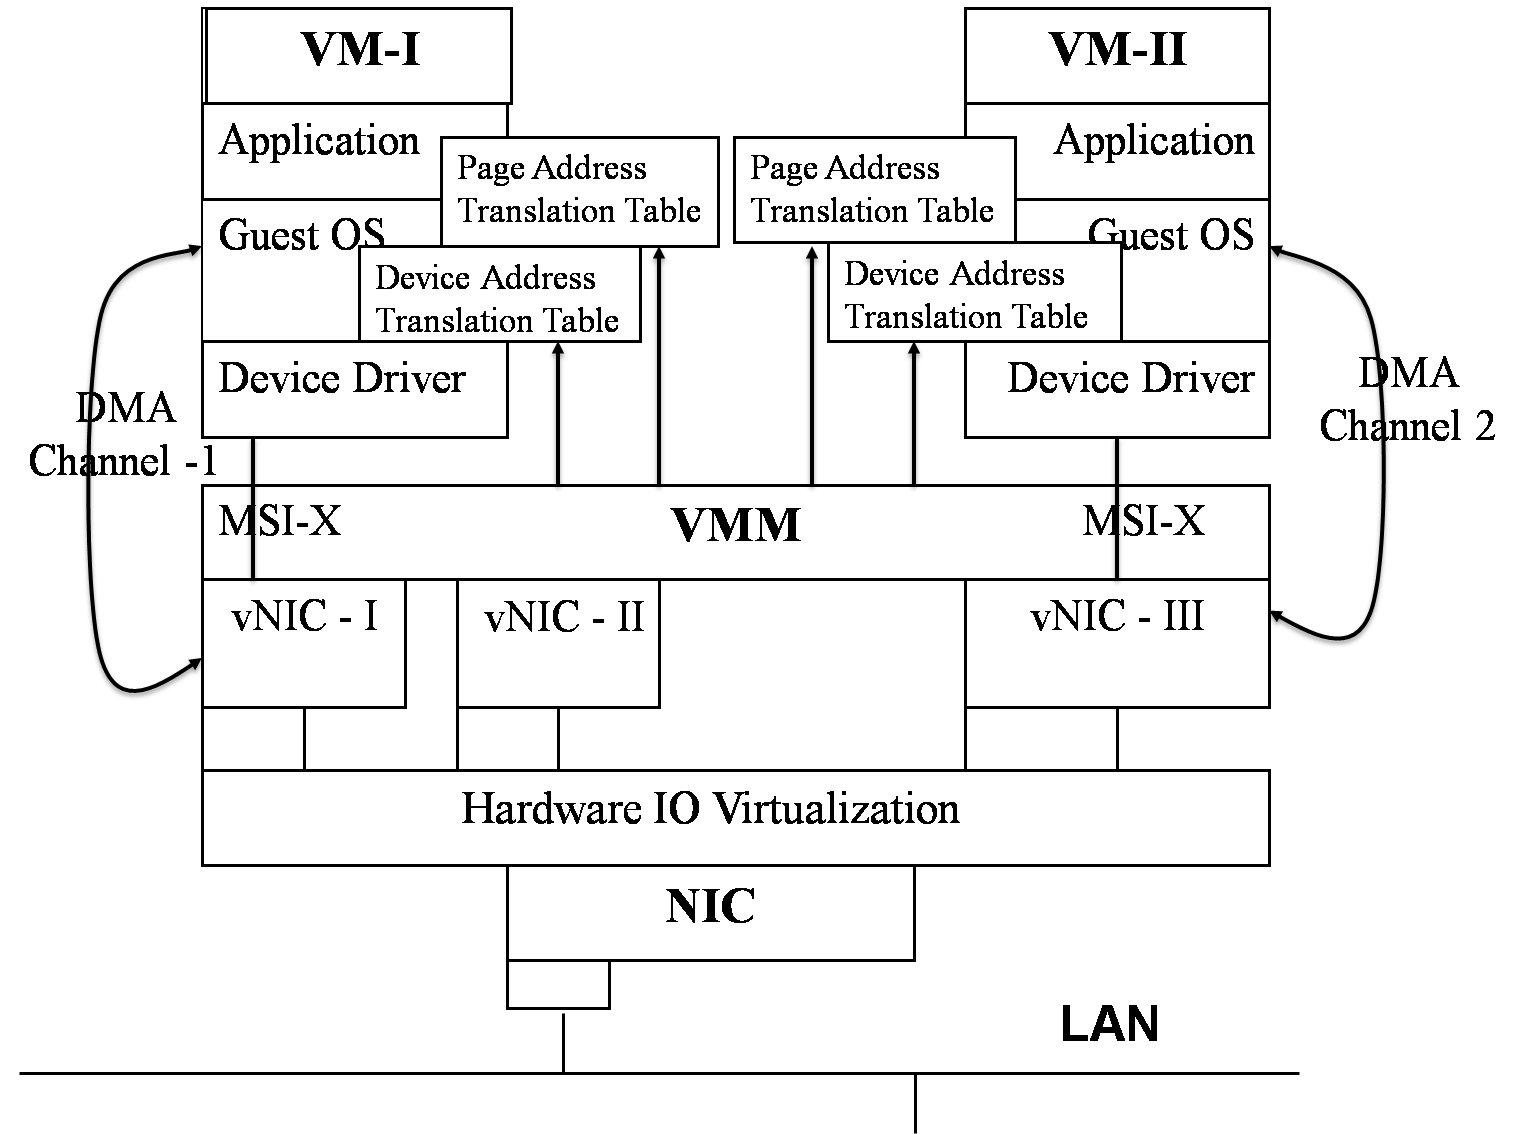 VM-I
VM-II
Application
Application
Page Address
Translation Table
Page Address
Translation Table
Guest OS
Guest OS
Device Address
Translation Table
Device Address
Translation Table
Device Driver
Device Driver
DMA
Channel -1
DMA
Channel 2
MSI-X
VMM
MSI-X
vNIC - I
vNIC - II
vNIC - III
Hardware IO Virtualization
NIC
LAN